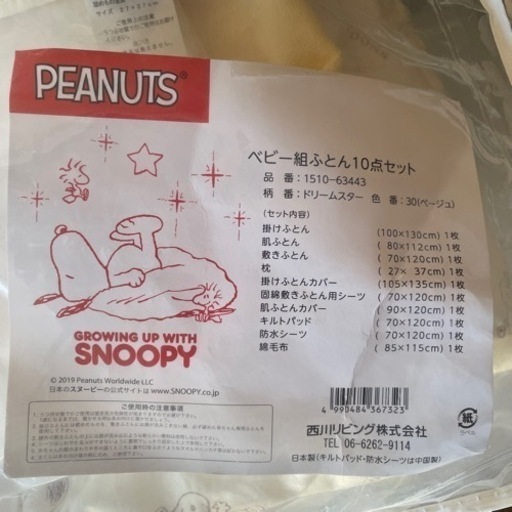 サイズ 27×37cm
PEANUTS®
ベビー組ふとん10点セット
品 番：1510-63443
柄 番：ドリームスター 色 番：30(ベージュ)
(セット内容)
掛けふとん (100×130cm) 1枚
肌ふとん ( 80×112cm) 1枚
敷きふとん ( 70×120cm) 1枚
枕 ( 27× 37cm) 1枚
掛けふとんカバー (105×135cm) 1枚
固綿敷きふとん用シーツ ( 70×120cm) 1枚
肌ふとんカバー ( 90×120cm) 1枚
キルトパッド ( 70×120cm) 1枚
防水シーツ ( 70×120cm) 1枚
綿毛布 ( 85×115cm) 1枚
GROWING UP WITH
SNOOPY
© 2019 Peanuts Worldwide LLC
日本のスヌーピーの公式サイトは www.SNOOPY.co.jp
ご使用時の注意事項
4 990484 367323
西川リビング株式会社
TEL 06-6262-9114
日本製(キルトパッド・防水シーツは中国製)
紙
ラベル